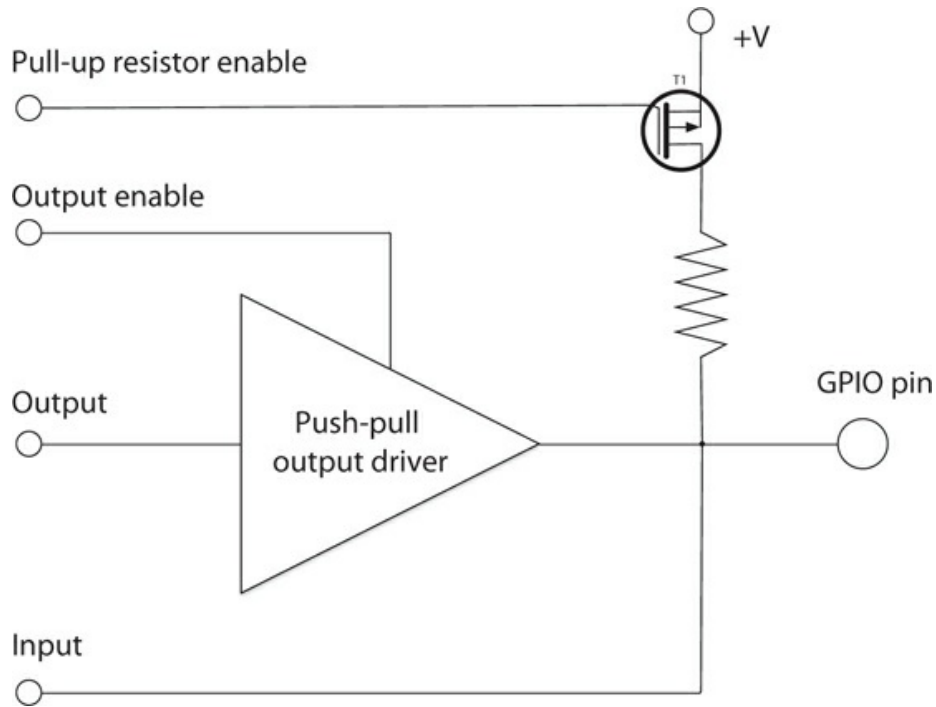 +V
Pull-up resistor enable
T1
Output enable
GPIO pin
Output
Push-pull
output driver
Input